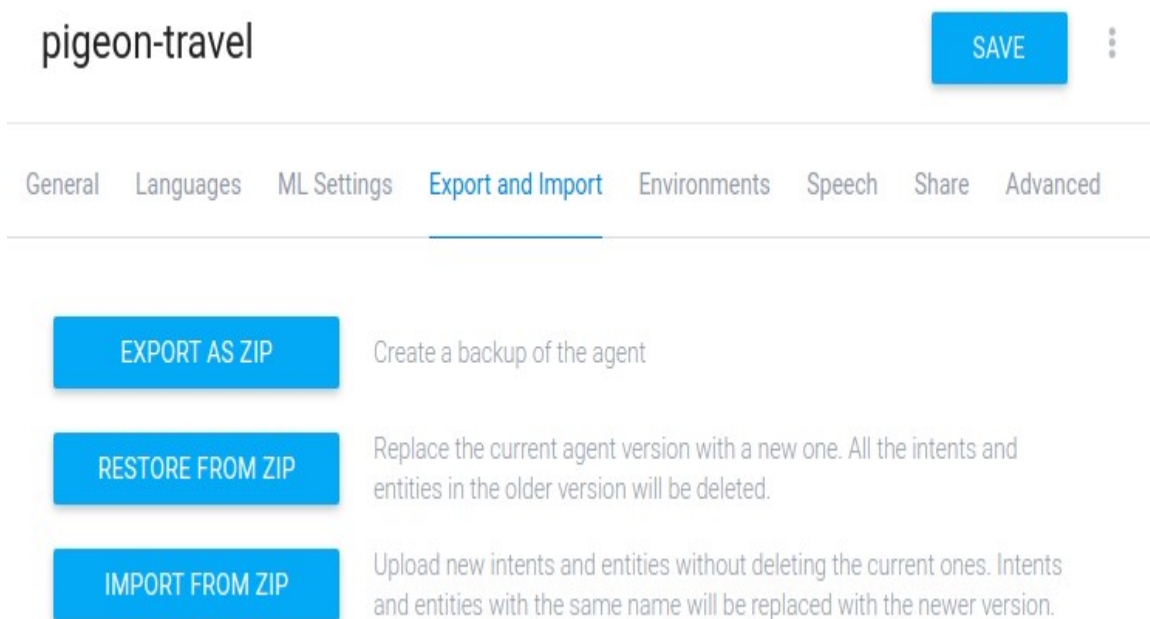 pigeon-travel
SAVE
General Languages ML Settings Export and Import Environments Speech Share Advanced
EXPORT AS ZIP
Create a backup of the agent
RESTORE FROM ZIP
Replace the current agent version with a new one. All the intents and
entities in the older version will be deleted.
IMPORT FROM ZIP
Upload new intents and entities without deleting the current ones. Intents
and entities with the same name will be replaced with the newer version.